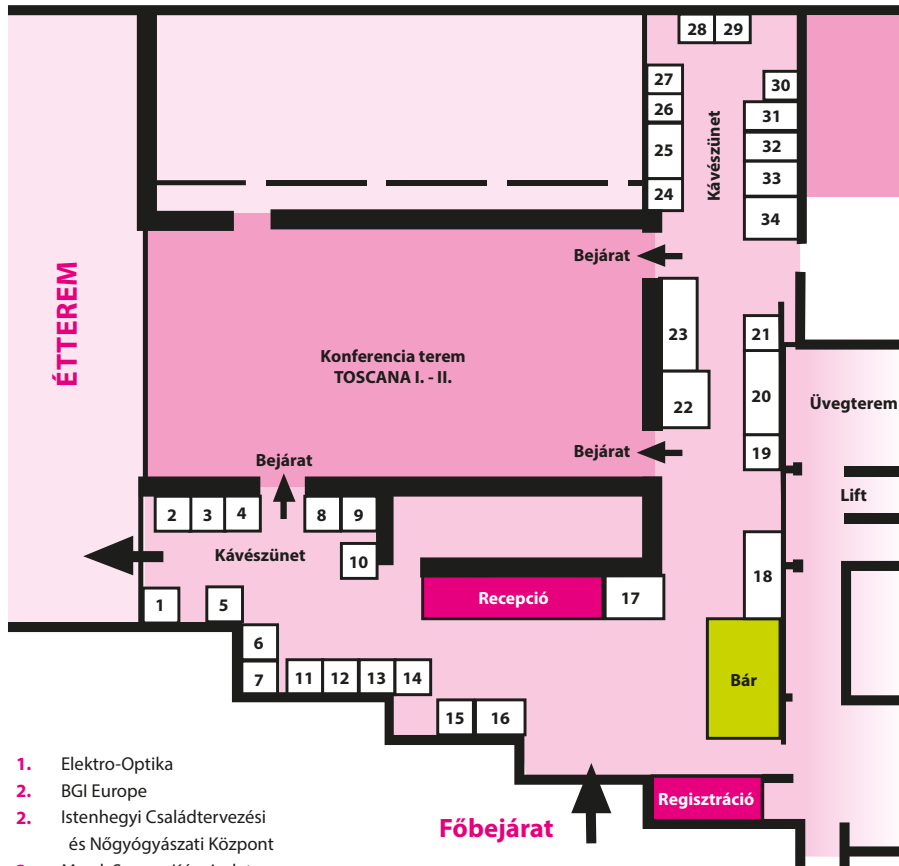 28 29
27
30
26
31
Kávészünet
25
32
33
24
34
Bejárat
ÉTTEREM
23
21
Konferencia terem
TOSCANA I. - II.
20
Üvegterem
22
Bejárat
19
Bejárat
Lift
2 3 4 8 9
Kávészünet
10
18
1 5
Recepció 17
6
7 11 12 13 14
Bár
15 16
1. Elektro-Optika
2. BGI Europe
2. Istenhegyi Családtervezési
és Nőgyógyászati Központ
Főbejárat
Regisztráció